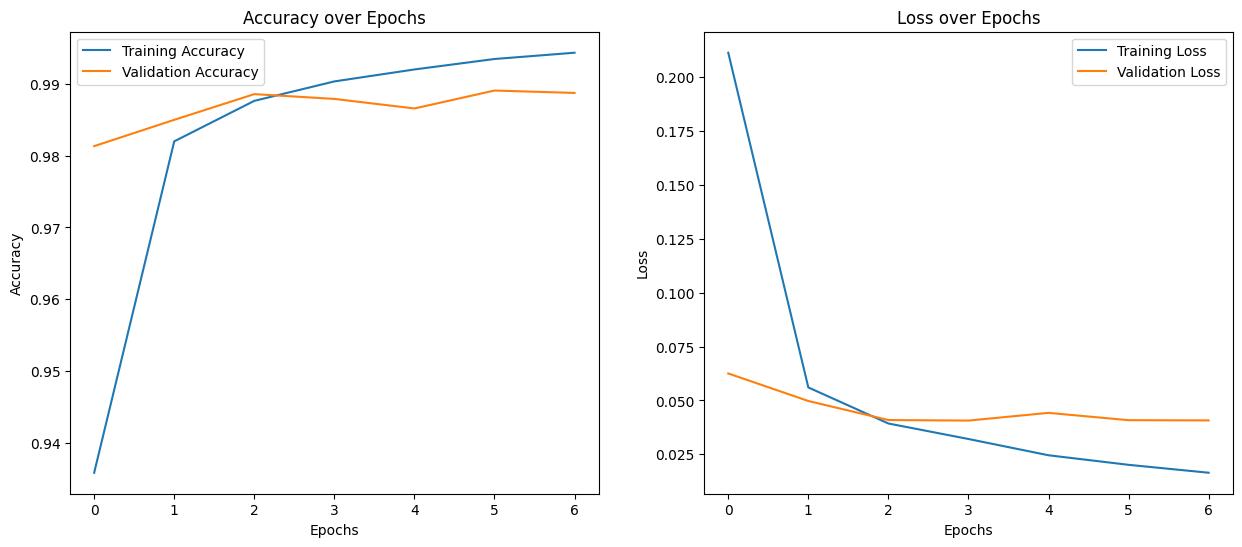 Accuracy over Epochs
Training Accuracy
Validation Accuracy
0.99
0.98
0.97
0.96
0.95
0.94
Accuracy
0 1 2 3 4 5 6
Epochs
Loss over Epochs
Training Loss
Validation Loss
0.200
0.175
0.150
0.125
0.100
0.075
0.050
0.025
Loss
0 1 2 3 4 5 6
Epochs